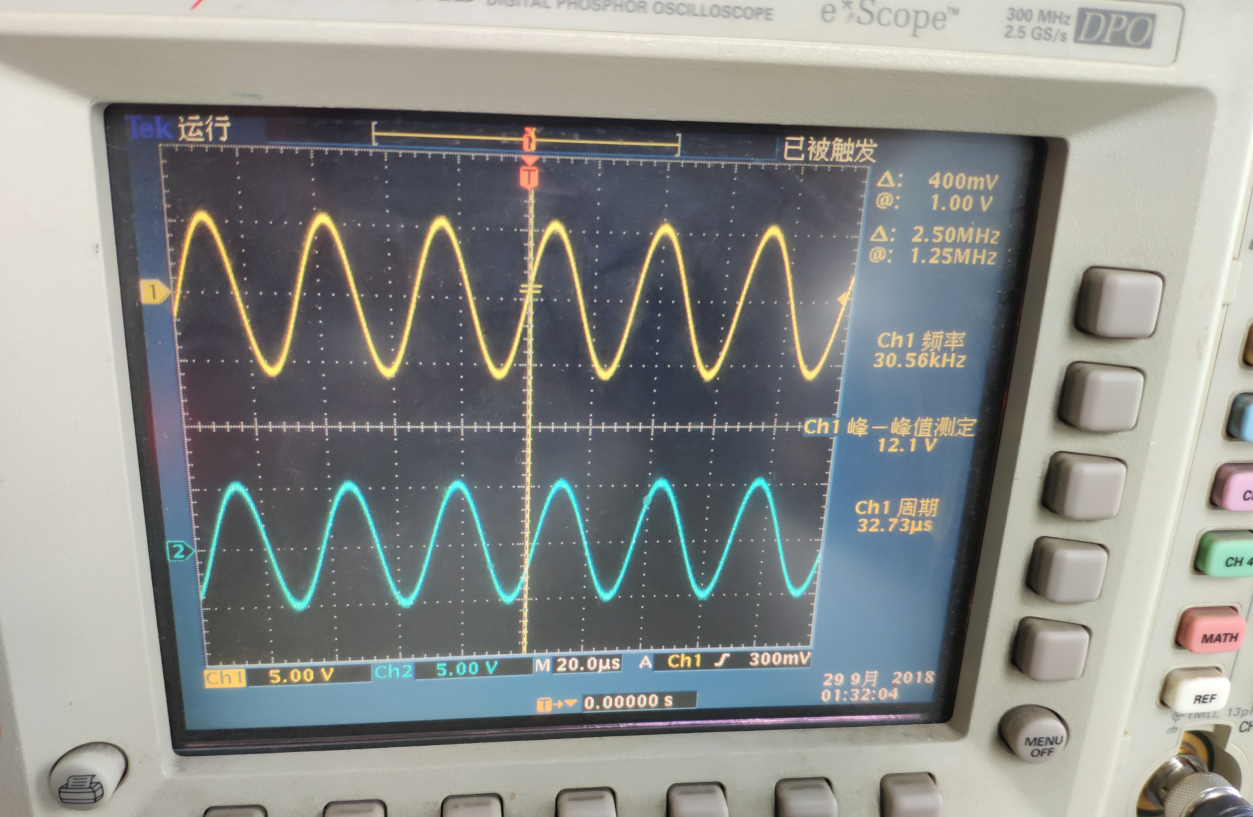 DIGITAL PHOSPHOR OSCILLOSCOPE
e*Scope™
300 MHz
2.5 GS/s
DPO
Tek 运行
已被触发
T
Δ: 400mV
@: 1.00 V
Δ: 2.50MHz
@: 1.25MHz
1
Ch1 频率
30.56kHz
Ch1 峰-峰值测定
12.1 V
Ch1 周期
32.73µs
2
Ch1 5.00 V Ch2 5.00 V M 20.0µs A Ch1 300mV
T 0.00000 s
29 9月 2018
01:32:04
CH 4
MATH
REF
MENU
OFF